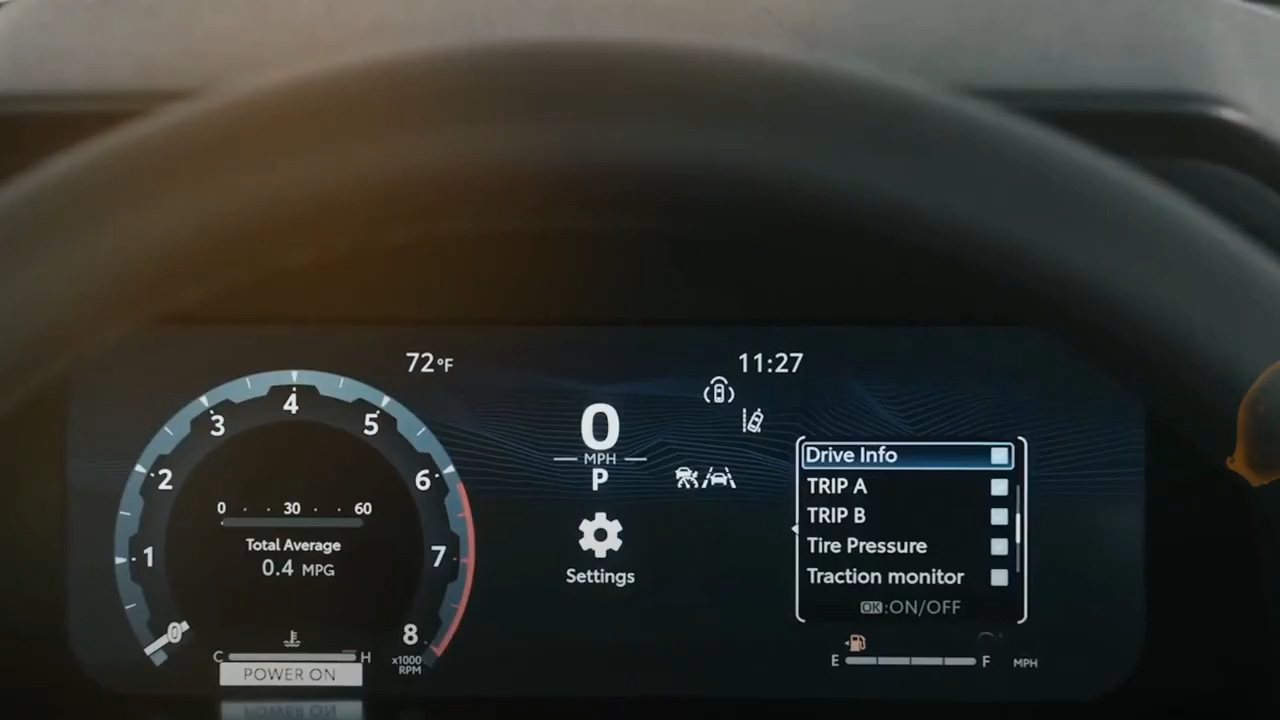 72°F
11:27
0
MPH
P
Settings
0 1 2 3 4 5 6 7 8
x1000
RPM
0 30 60
Total Average
0.4 MPG
C H
POWER ON
Drive Info
TRIP A
TRIP B
Tire Pressure
Traction monitor
OK:ON/OFF
E F MPH